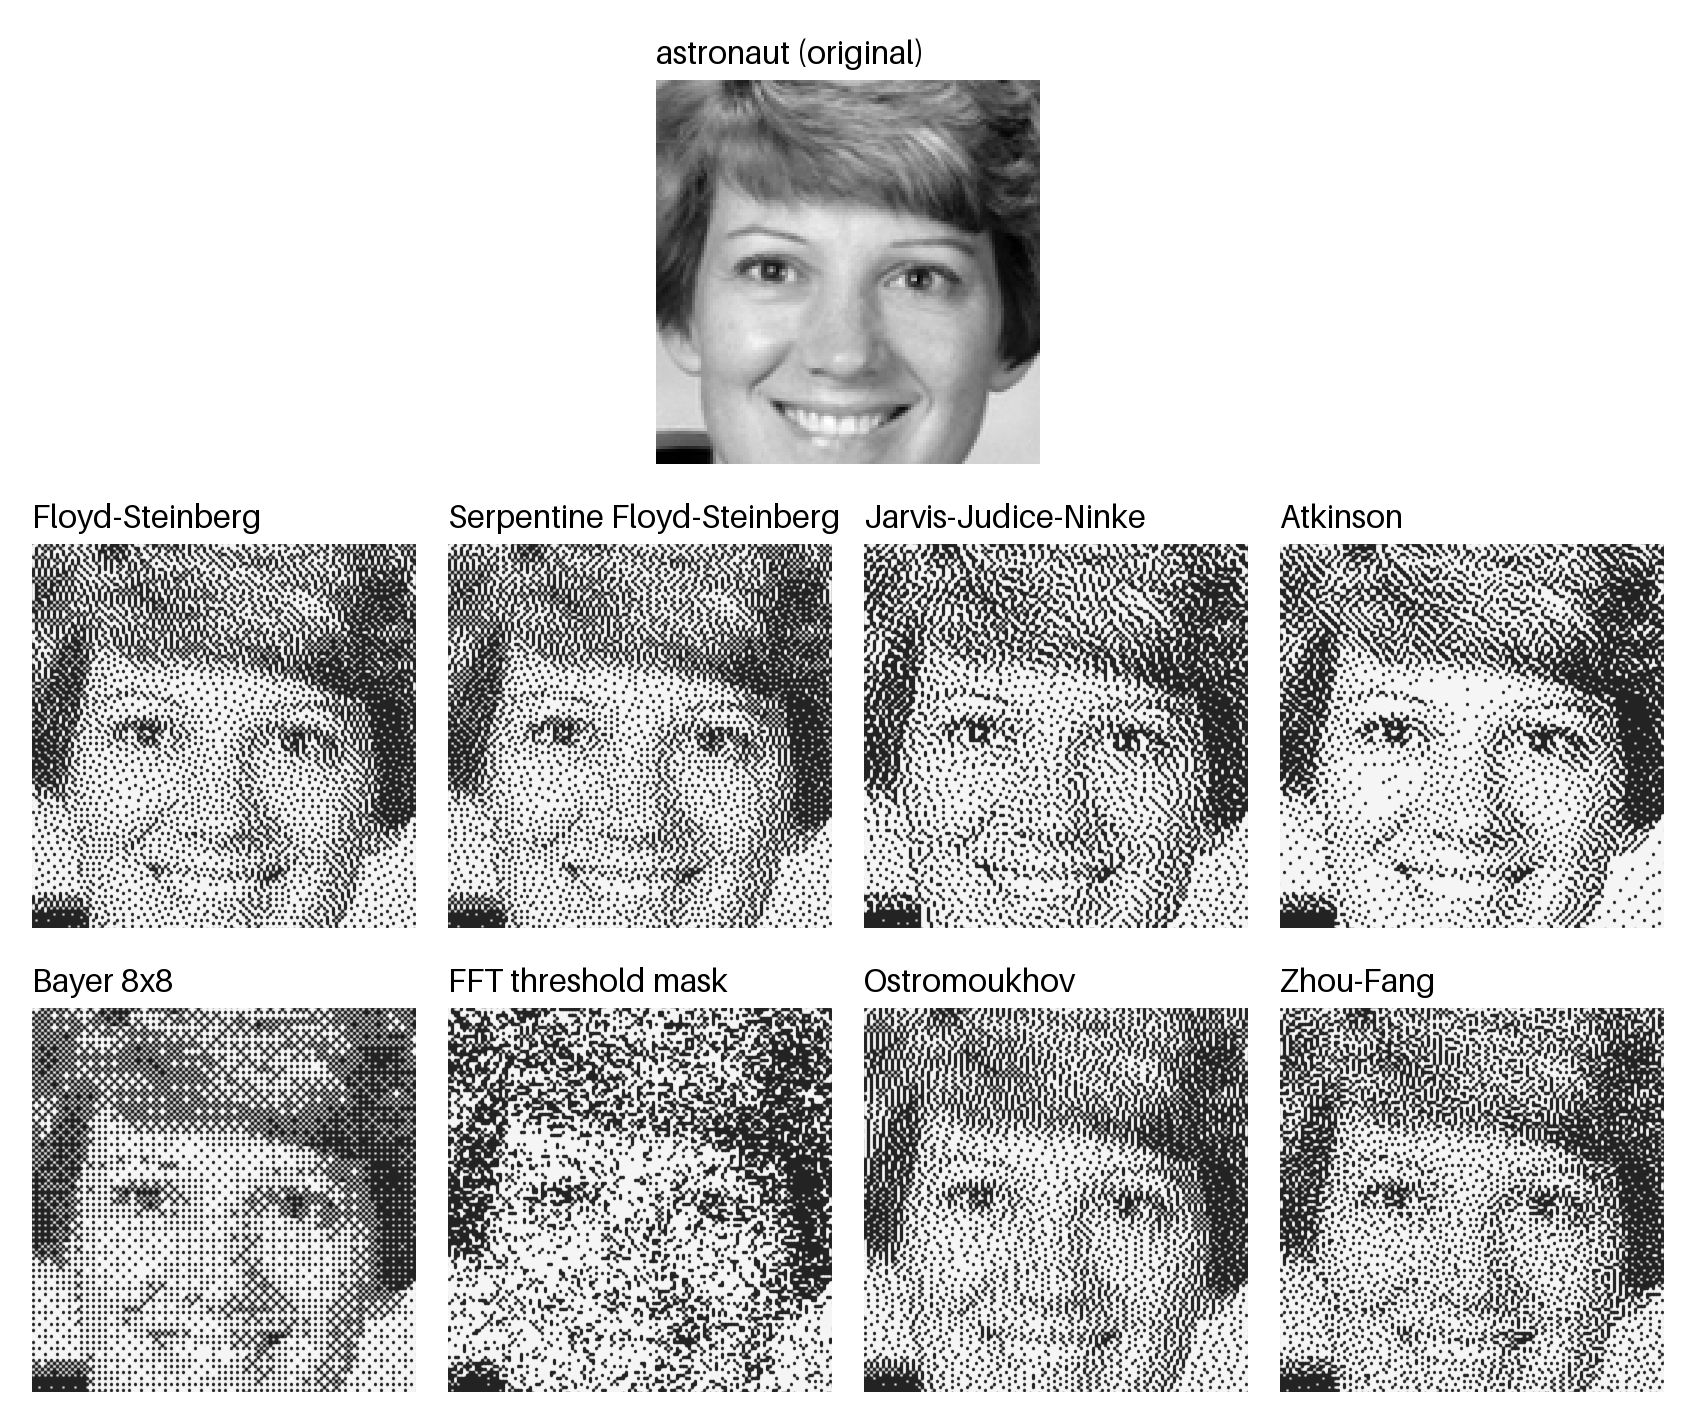 astronaut (original)
Floyd-Steinberg
Serpentine Floyd-Steinberg
Jarvis-Judice-Ninke
Atkinson
Bayer 8x8
FFT threshold mask
Ostromoukhov
Zhou-Fang